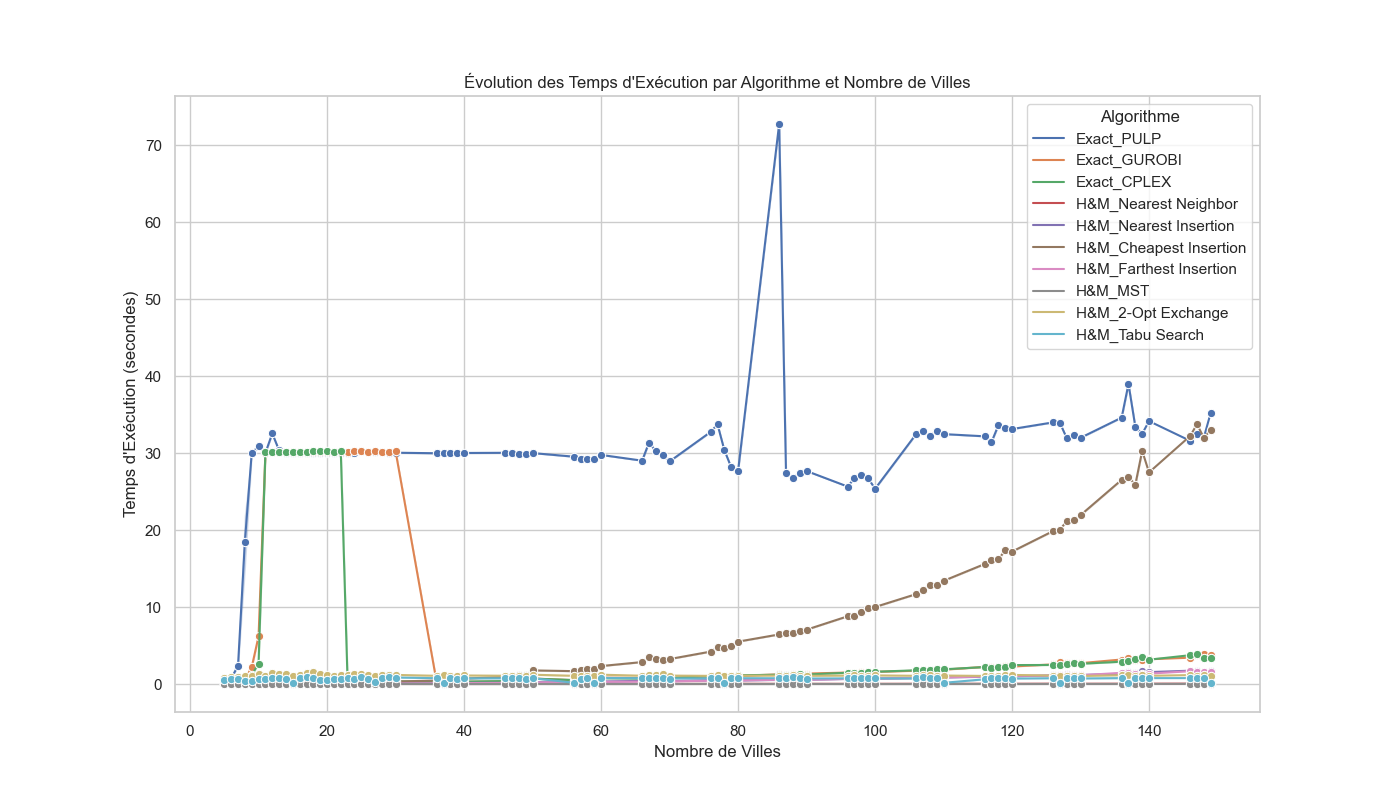 Évolution des Temps d'Exécution par Algorithme et Nombre de Villes
Temps d'Exécution (secondes)
70
60
50
40
30
20
10
0
0
20
40
60
80
100
120
140
Nombre de Villes
Algorithme
Exact_PULP
Exact_GUROBI
Exact_CPLEX
H&M_Nearest Neighbor
H&M_Nearest Insertion
H&M_Cheapest Insertion
H&M_Farthest Insertion
H&M_MST
H&M_2-Opt Exchange
H&M_Tabu Search